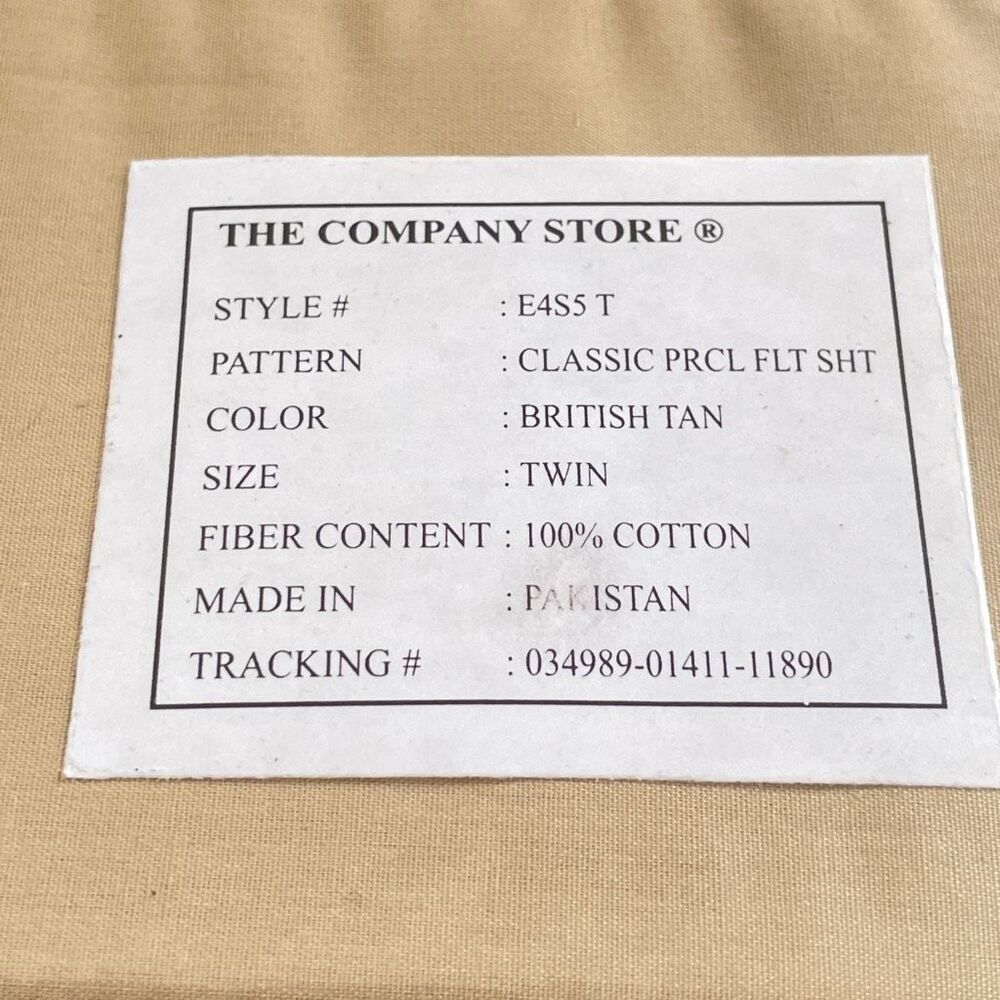 THE COMPANY STORE ®
STYLE # : E4S5 T
PATTERN : CLASSIC PRCL FLT SHT
COLOR : BRITISH TAN
SIZE : TWIN
FIBER CONTENT : 100% COTTON
MADE IN : PAKISTAN
TRACKING # : 034989-01411-11890